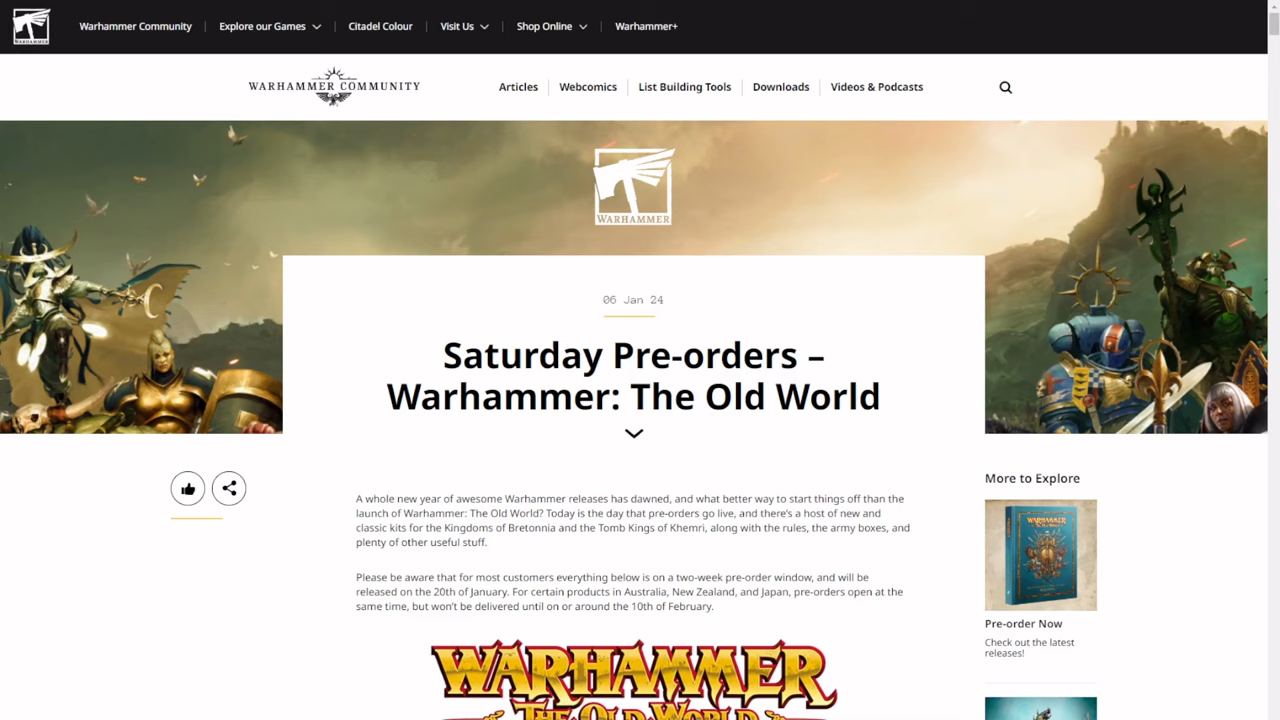 WARHAMMER
Warhammer Community
Explore our Games
Citadel Colour
Visit Us
Shop Online
Warhammer+
WARHAMMER COMMUNITY
Articles
Webcomics
List Building Tools
Downloads
Videos & Podcasts
WARHAMMER
06 Jan 24
Saturday Pre-orders –
Warhammer: The Old World
A whole new year of awesome Warhammer releases has dawned, and what better way to start things off than the
launch of Warhammer: The Old World? Today is the day that pre-orders go live, and there's a host of new and
classic kits for the Kingdoms of Bretonnia and the Tomb Kings of Khemri, along with the rules, the army boxes, and
plenty of other useful stuff.
Please be aware that for most customers everything below is on a two-week pre-order window, and will be
released on the 20th of January. For certain products in Australia, New Zealand, and Japan, pre-orders open at the
same time, but won't be delivered until on or around the 10th of February.
WARHAMMER
THE OLD WORLD
More to Explore
WARHAMMER
Pre-order Now
Check out the latest
releases!